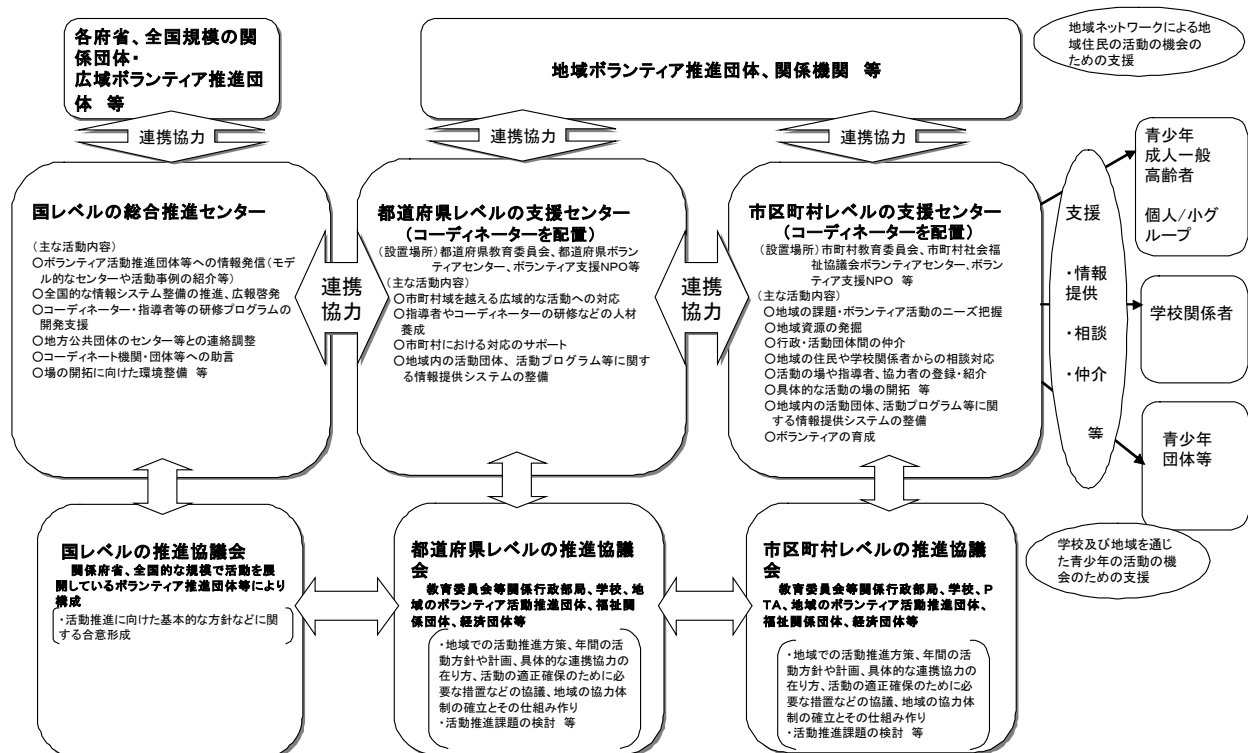 各府省、全国規模の関
係団体・
広域ボランティア推進団
体　等
地域ボランティア推進団体、関係機関　等
地域ネットワークによる地
域住民の活動の機会の
ための支援
連携協力
連携協力
連携協力
国レベルの総合推進センター
（主な活動内容）
○ボランティア活動推進団体等への情報発信（モデ
ル的なセンターや活動事例の紹介等）
○全国的な情報システム整備の推進、広報啓発
○コーディネーター・指導者等の研修プログラムの
開発支援
○地方公共団体のセンター等との連絡調整
○コーディネート機関・団体等への助言
○場の開拓に向けた環境整備　等
連携
協力
都道府県レベルの支援センター
（コーディネーターを配置）
（設置場所）都道府県教育委員会、都道府県ボラン
ティアセンター、ボランティア支援NPO等
（主な活動内容）
○市町村域を越える広域的な活動への対応
○指導者やコーディネーターの研修などの人材
養成
○市町村における対応のサポート
○地域内の活動団体、活動プログラム等に関す
る情報提供システムの整備
連携
協力
市区町村レベルの支援センター
（コーディネーターを配置）
（設置場所）市町村教育委員会、市町村社会福
祉協議会ボランティアセンター、ボラン
ティア支援NPO　等
（主な活動内容）
○地域の課題・ボランティア活動のニーズ把握
○地域資源の発掘
○行政・活動団体間の仲介
○地域の住民や学校関係者からの相談対応
○活動の場や指導者、協力者の登録・紹介
○具体的な活動の場の開拓　等
○地域内の活動団体、活動プログラム等に関
する情報提供システムの整備
○ボランティアの育成
支援
・情報
提供
・相談
・仲介
等
青少年
成人一般
高齢者
個人/小グ
ループ
学校関係者
青少年
団体等
国レベルの推進協議会
関係府省、全国的な規模で活動を展
開しているボランティア推進団体等により
構成
・活動推進に向けた基本的な方針などに関
する合意形成
都道府県レベルの推進協議
会
教育委員会等関係行政部局、学校、地
域のボランティア活動推進団体、福祉関
係団体、経済団体等
・地域での活動推進方策、年間の活
動方針や計画、具体的な連携協力の
在り方、活動の適正確保のために必
要な措置などの協議、地域の協力体
制の確立とその仕組み作り
・活動推進課題の検討　等
市区町村レベルの推進協議
会
教育委員会等関係行政部局、学校、P
TA、地域のボランティア活動推進団体、
福祉関係団体、経済団体等
・地域での活動推進方策、年間の活
動方針や計画、具体的な連携協力の
在り方、活動の適正確保のために必
要な措置などの協議、地域の協力体
制の確立とその仕組み作り
・活動推進課題の検討　等
学校及び地域を通じ
た青少年の活動の機
会のための支援